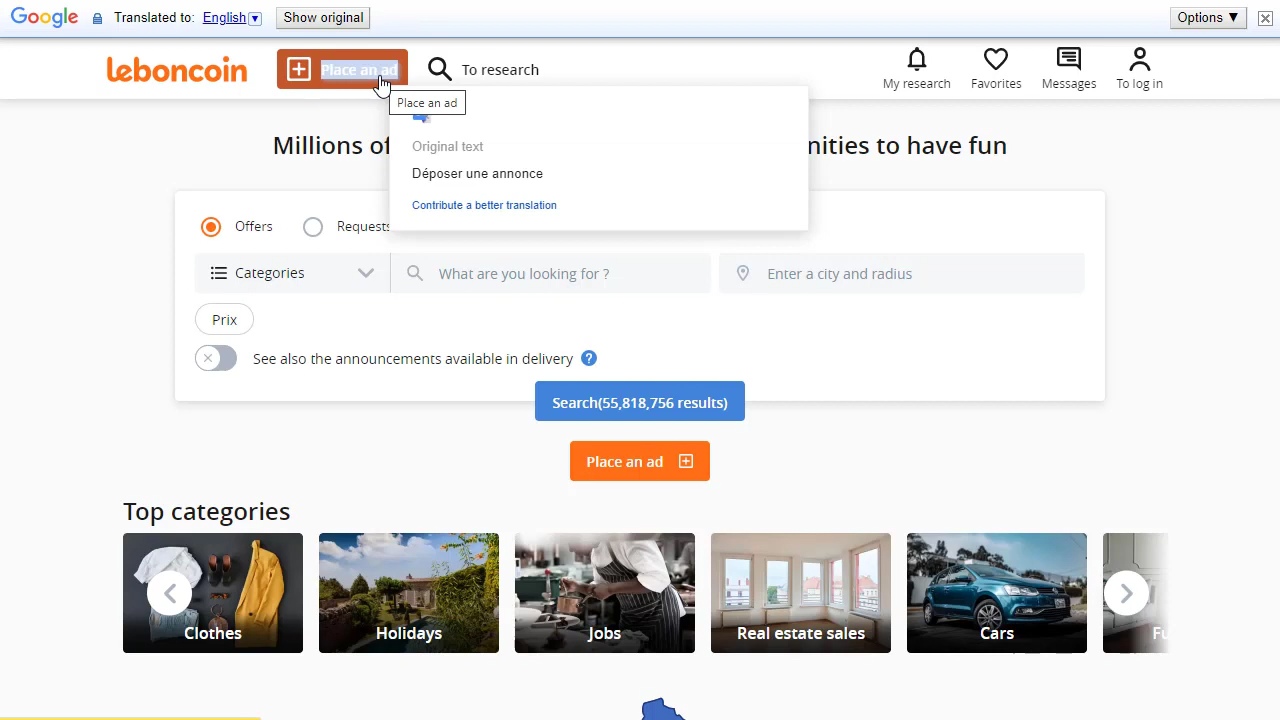 Google Translated to: English Show original Options ▼
leboncoin Place an ad To research My research Favorites Messages To log in
Place an ad
Original text
Déposer une annonce
Contribute a better translation
Millions of
nities to have fun
Offers Requests
Categories What are you looking for ? Enter a city and radius
Prix
See also the announcements available in delivery ?
Search(55,818,756 results)
Place an ad
Top categories
Clothes Holidays Jobs Real estate sales Cars Fu